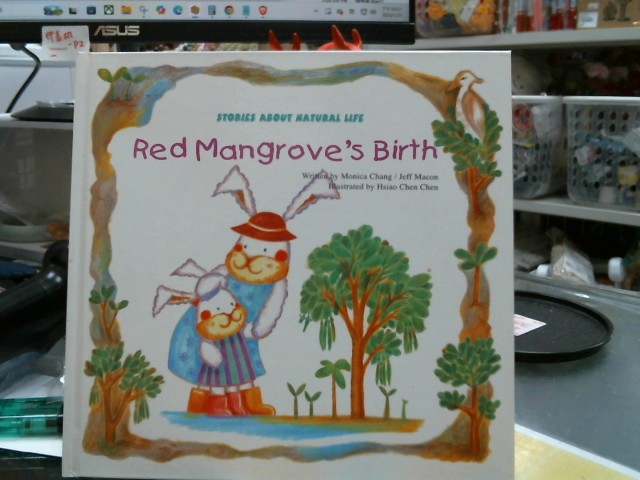 ASUS
STORIES ABOUT NATURAL LIFE
Red Mangrove's Birth
Written by Monica Chang / Jeff Macon
Illustrated by Hsiao Chen Chen